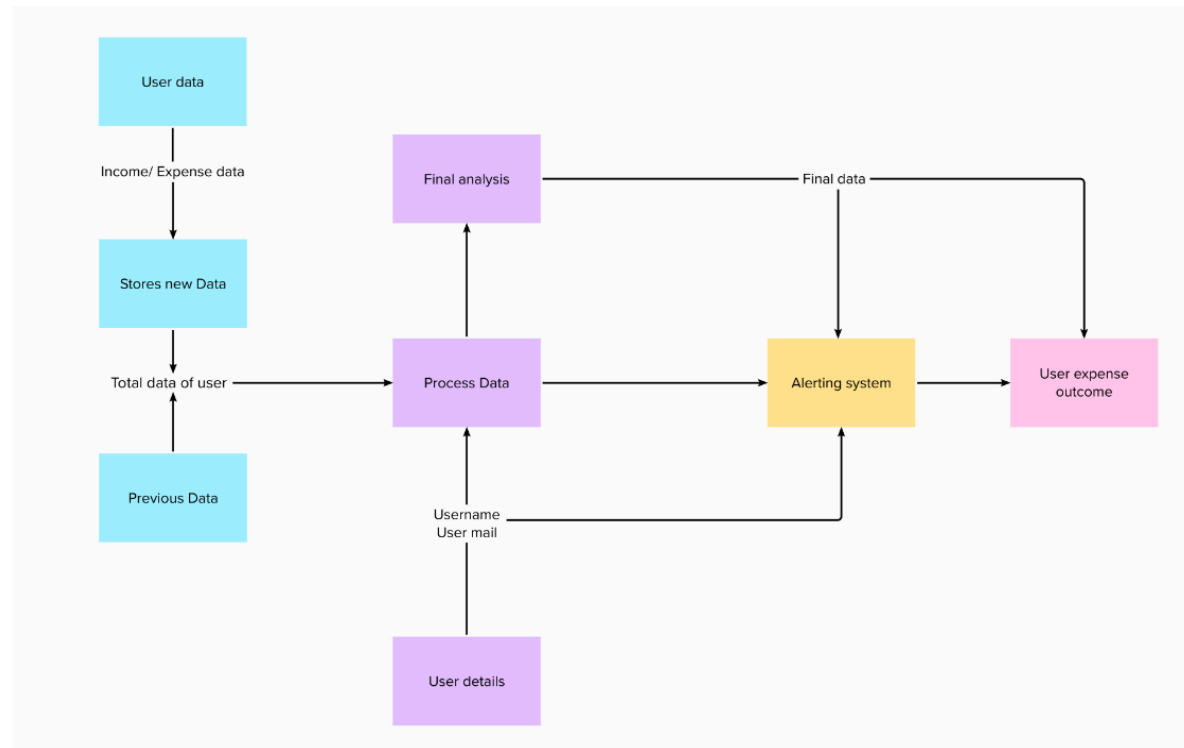 User data
Income/ Expense data
Stores new Data
Total data of user
Previous Data
Final analysis
Process Data
Username
User mail
User details
Final data
Alerting system
User expense
outcome